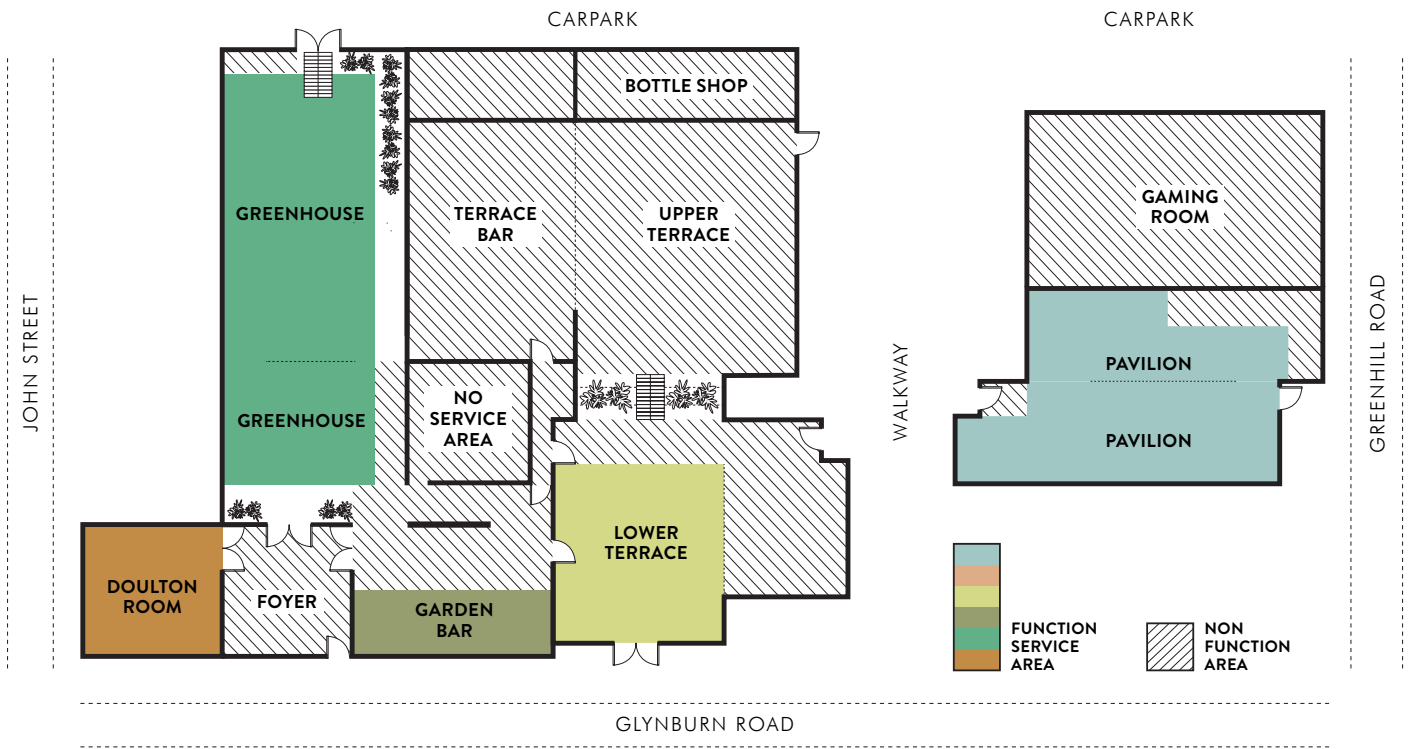 CARPARK
CARPARK
BOTTLE SHOP
GREENHOUSE
TERRACE
BAR
UPPER
TERRACE
GAMING
ROOM
JOHN STREET
WALKWAY
GREENHILL ROAD
PAVILION
NO
SERVICE
AREA
GREENHOUSE
PAVILION
LOWER
TERRACE
DOULTON
ROOM
FOYER
GARDEN
BAR
FUNCTION
SERVICE
AREA
NON
FUNCTION
AREA
GLYNBURN ROAD